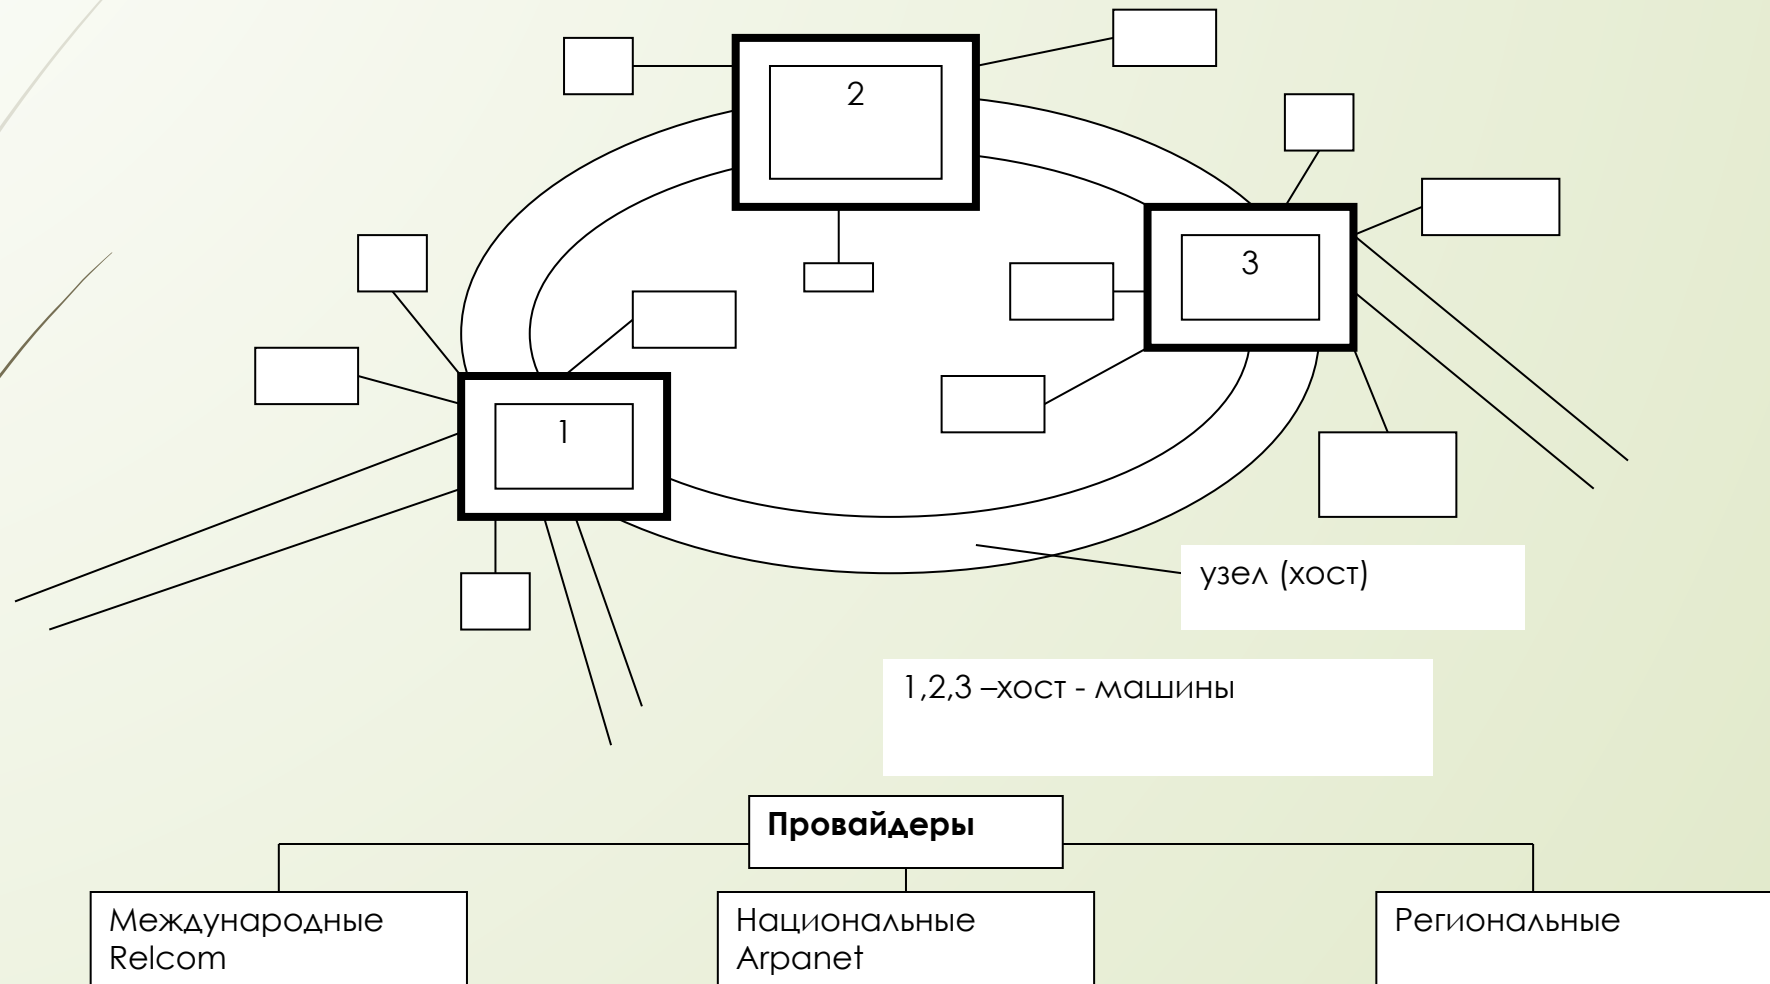 2
3
1
узел (хост)
1,2,3 –хост - машины
Провайдеры
Международные
Relcom
Национальные
Arpanet
Региональные